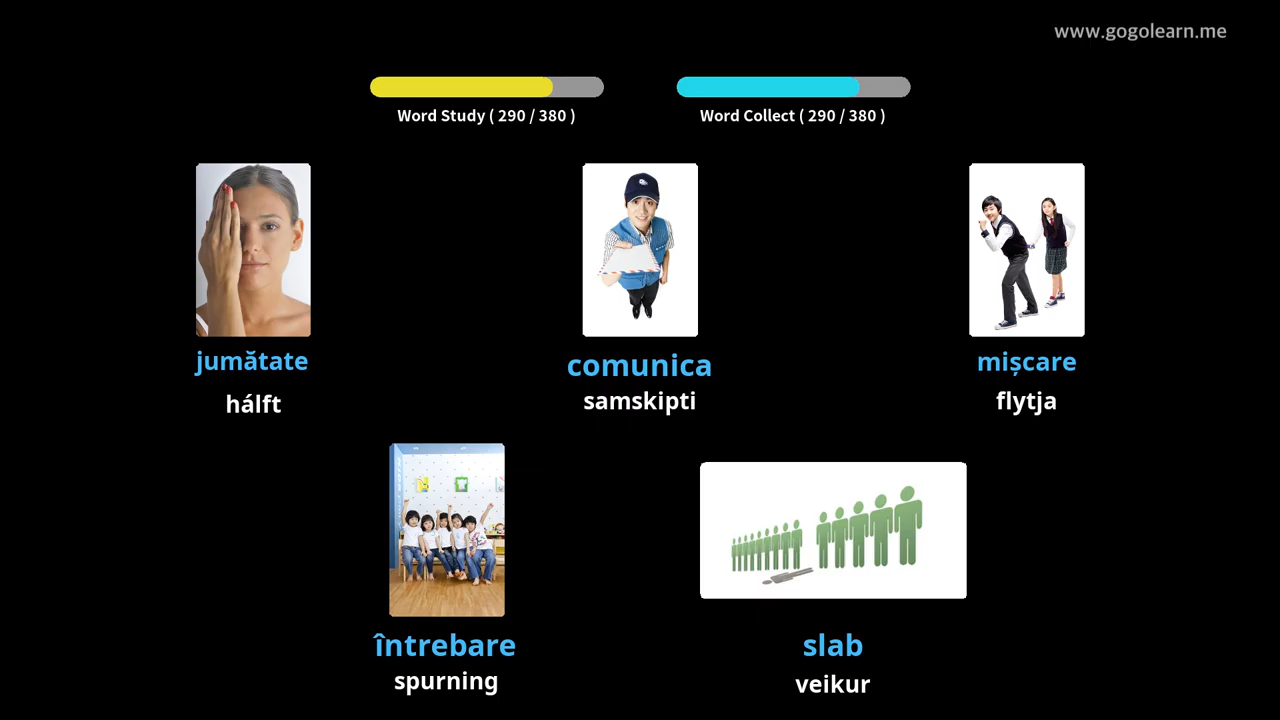 www.gogolearn.me
Word Study ( 290 / 380 )
Word Collect ( 290 / 380 )
jumătate
hálft
comunica
samskipti
mișcare
flytja
întrebare
spurning
slab
veikur